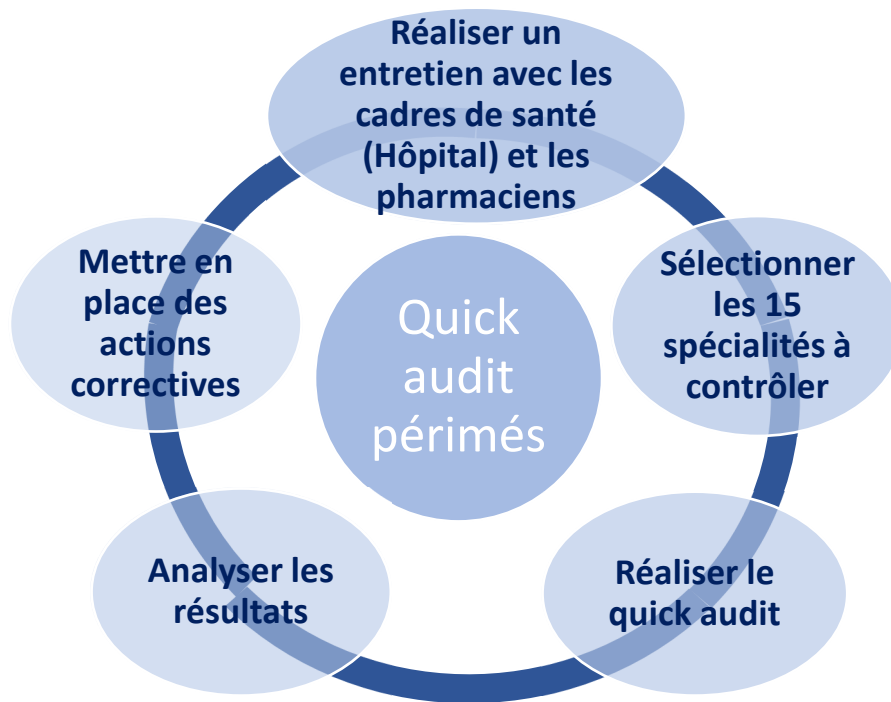 Réaliser un
entretien avec les
cadres de santé
(Hôpital) et les
pharmaciens
Sélectionner
les 15
spécialités à
contrôler
Réaliser le
quick audit
Analyser les
résultats
Mettre en
place des
actions
correctives
Quick
audit
périmés